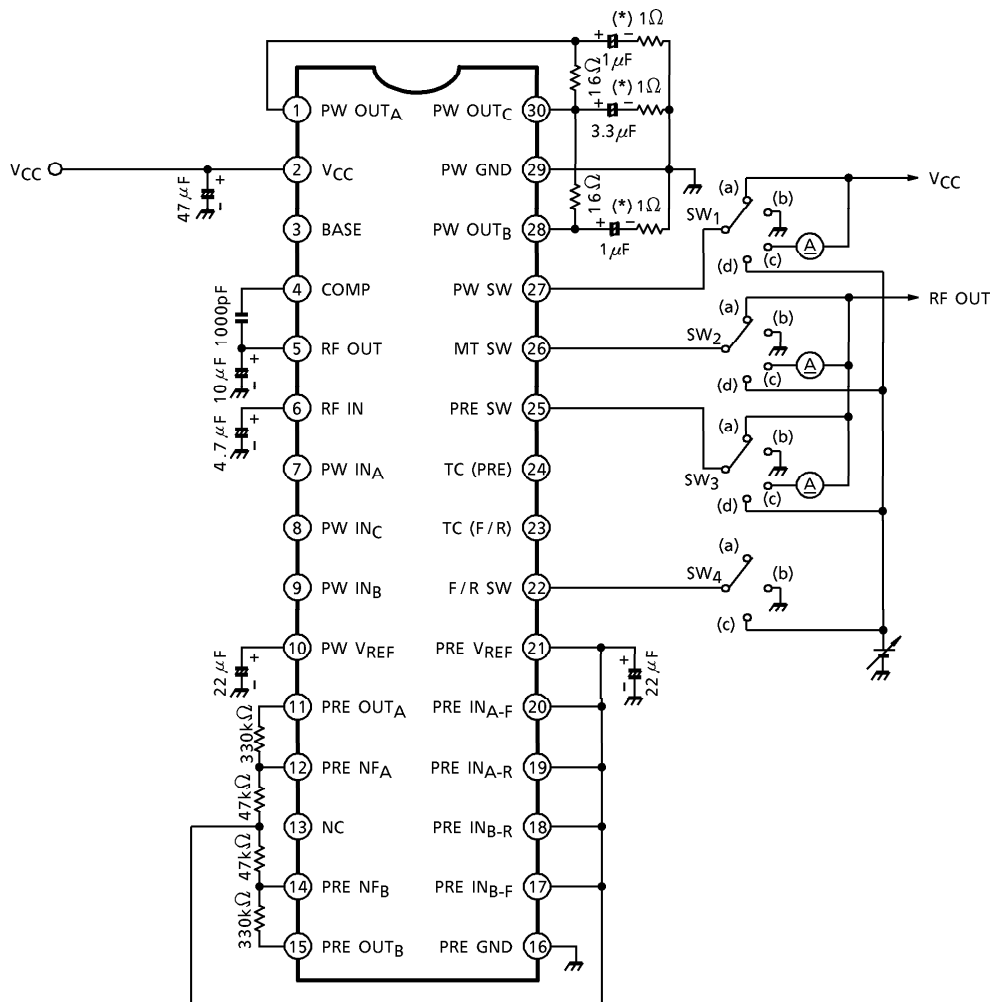 (*) 1Ω
+ −
1μF
16Ω
(*) 1Ω
+ −
3.3μF
16Ω
(*) 1Ω
+ −
1μF
VCC
47μF
+
-
1 PW OUTA
2 VCC
3 BASE
4 COMP
5 RF OUT
6 RF IN
7 PW INA
8 PW INC
9 PW INB
10 PW VREF
11 PRE OUTA
12 PRE NFA
13 NC
14 PRE NFB
15 PRE OUTB
1000pF
10μF
+
-
4.7μF
+
-
22μF
+
-
330kΩ
47kΩ
47kΩ
330kΩ
PW OUTC 30
PW GND 29
PW OUTB 28
PW SW 27
MT SW 26
PRE SW 25
TC (PRE) 24
TC (F/R) 23
F/R SW 22
PRE VREF 21
PRE INA-F 20
PRE INA-R 19
PRE INB-R 18
PRE INB-F 17
PRE GND 16
+
-
22μF
(a)
VCC
(b)
SW1
A
(c)
(d)
(a)
RF OUT
(b)
SW2
A
(c)
(d)
(a)
(b)
SW3
A
(c)
(d)
(a)
SW4
(b)
(c)